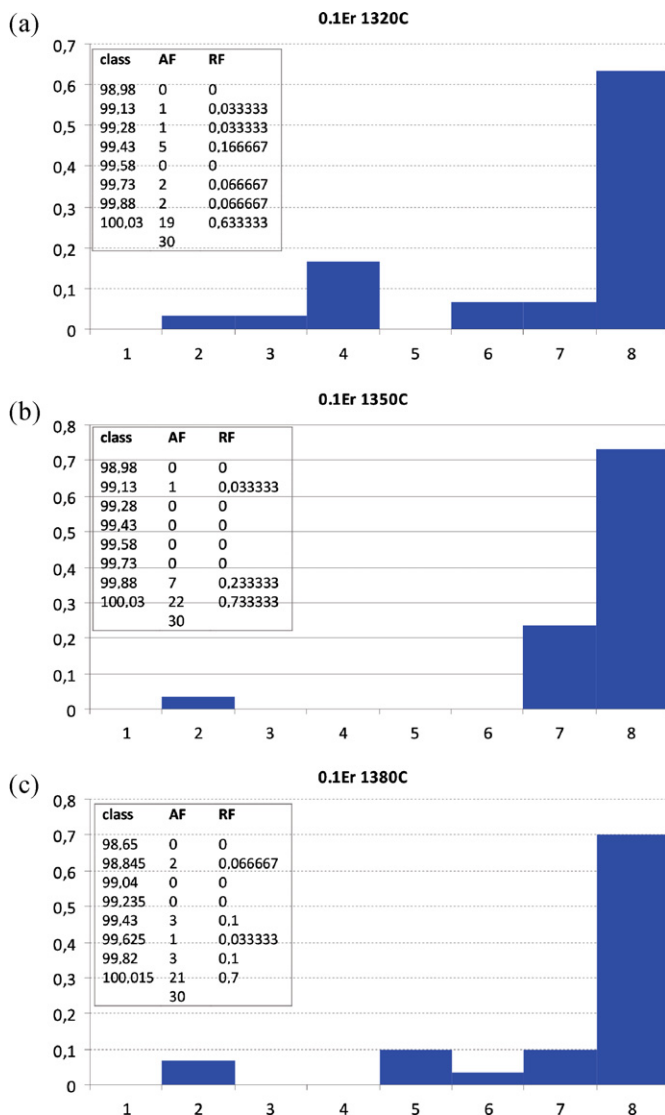 (a)
0.1Er 1320C
0,7
0,6
0,5
0,4
0,3
0,2
0,1
0
class AF RF
98,98 0 0
99,13 1 0,033333
99,28 1 0,033333
99,43 5 0,166667
99,58 0 0
99,73 2 0,066667
99,88 2 0,066667
100,03 19 0,633333
30
1 2 3 4 5 6 7 8
(b)
0.1Er 1350C
0,8
0,7
0,6
0,5
0,4
0,3
0,2
0,1
0
class AF RF
98,98 0 0
99,13 1 0,033333
99,28 0 0
99,43 0 0
99,58 0 0
99,73 0 0
99,88 7 0,233333
100,03 22 0,733333
30
1 2 3 4 5 6 7 8
(c)
0.1Er 1380C
0,8
0,7
0,6
0,5
0,4
0,3
0,2
0,1
0
class AF RF
98,65 0 0
98,845 2 0,066667
99,04 0 0
99,235 0 0
99,43 3 0,1
99,625 1 0,033333
99,82 3 0,1
100,015 21 0,7
30
1 2 3 4 5 6 7 8